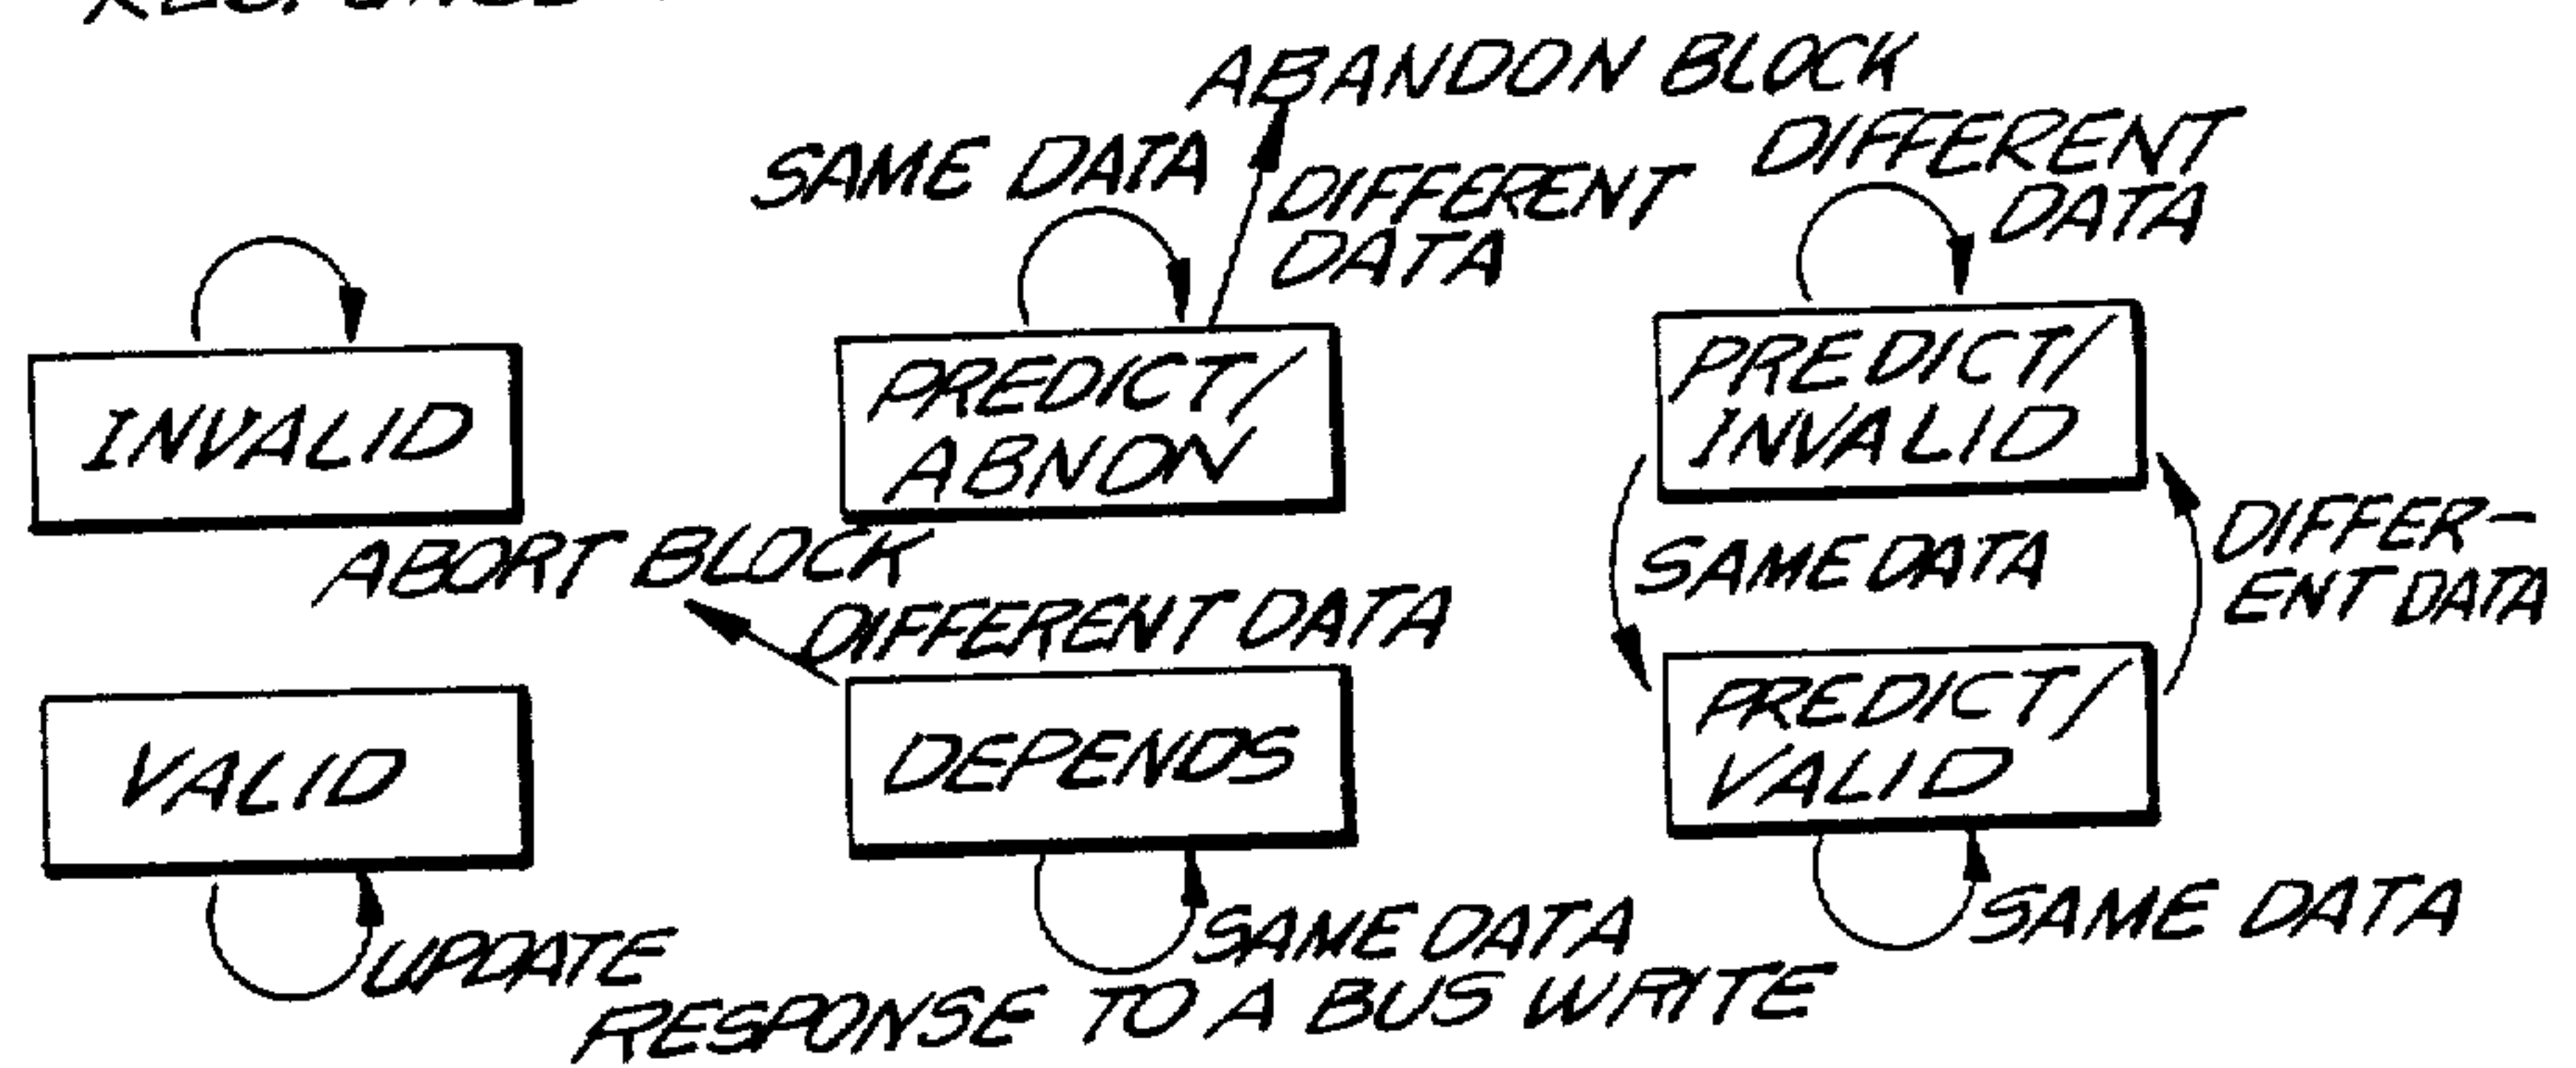 ABANDON BLOCK
SAME DATA
DIFFERENT
DATA
DIFFERENT
DATA
INVALID
PREDICT/
ABNDN
PREDICT/
INVALID
ABORT BLOCK
DIFFERENT DATA
SAME DATA
DIFFER-
ENT DATA
VALID
DEPENDS
PREDICT/
VALID
UPDATE
SAME DATA
SAME DATA
RESPONSE TO A BUS WRITE